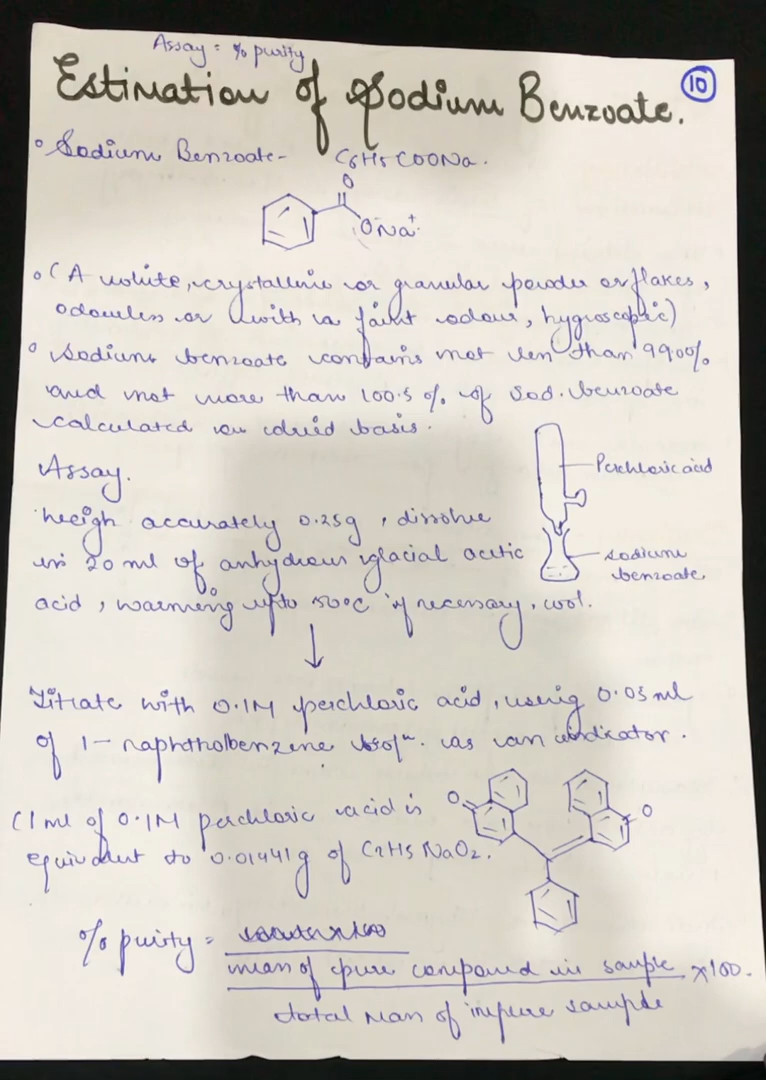 Assay = % purity
Estimation of Sodium Benzoate.
10
Sodium Benzoate- C6H5COONa.
O
O⁻Na⁺
(A white, crystalline or granular powder or flakes,
odourless or with a faint odour, hygroscopic)
Sodium benzoate contains not less than 99.00%
and not more than 100.5 % of sod. benzoate
calculated on dried basis.
Assay.
Weigh accurately 0.25g, dissolve
in 20 ml of anhydrous glacial acetic
acid, warming upto 50°C if necessary, cool.
Perchloric acid
sodium
benzoate
↓
Titrate with 0.1M perchloric acid, using 0.05 ml
of 1-naphtholbenzene solⁿ. as an indicator.
(1 ml of 0.1M perchloric acid is
equivalent to 0.01441g of C7H5NaO2.
O
O
% purity =
mean of pure compound in sample x100.
total mass of impure sample